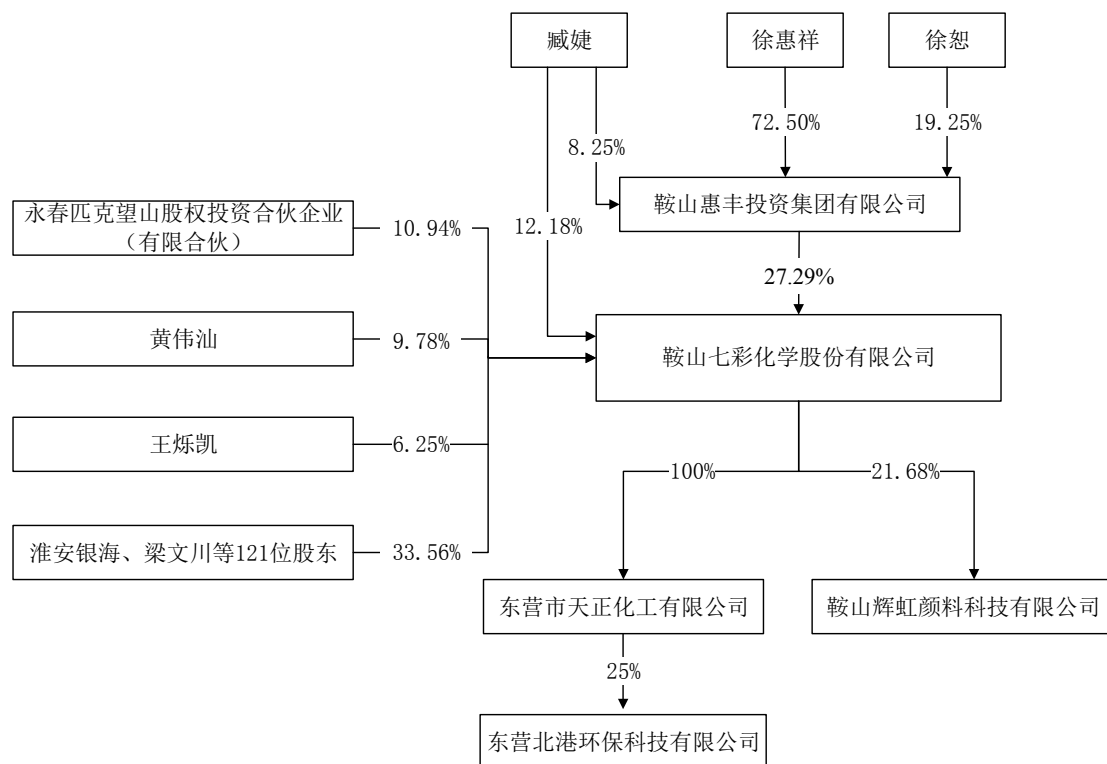 臧婕
徐惠祥
徐恕
72.50%
19.25%
8.25%
鞍山惠丰投资集团有限公司
永春匹克望山股权投资合伙企业
（有限合伙）
10.94%
12.18%
27.29%
黄伟汕
9.78%
鞍山七彩化学股份有限公司
王烁凯
6.25%
100%
21.68%
淮安银海、梁文川等121位股东
33.56%
东营市天正化工有限公司
鞍山辉虹颜料科技有限公司
25%
东营北港环保科技有限公司